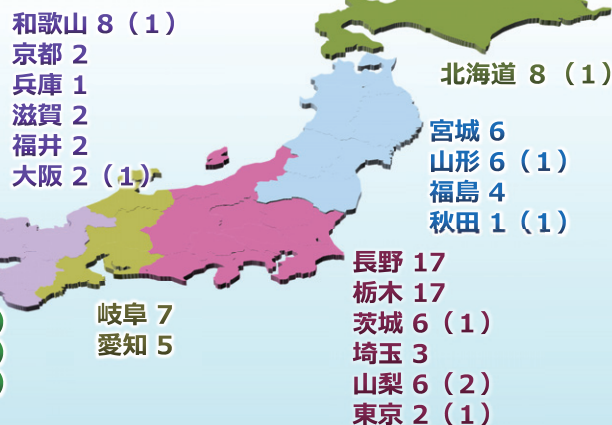 和歌山 8（1）
京都 2
兵庫 1
滋賀 2
福井 2
大阪 2（1）
北海道 8（1）
宮城 6
山形 6（1）
福島 4
秋田 1（1）
長野 17
栃木 17
茨城 6（1）
埼玉 3
山梨 6（2）
東京 2（1）
岐阜 7
愛知 5